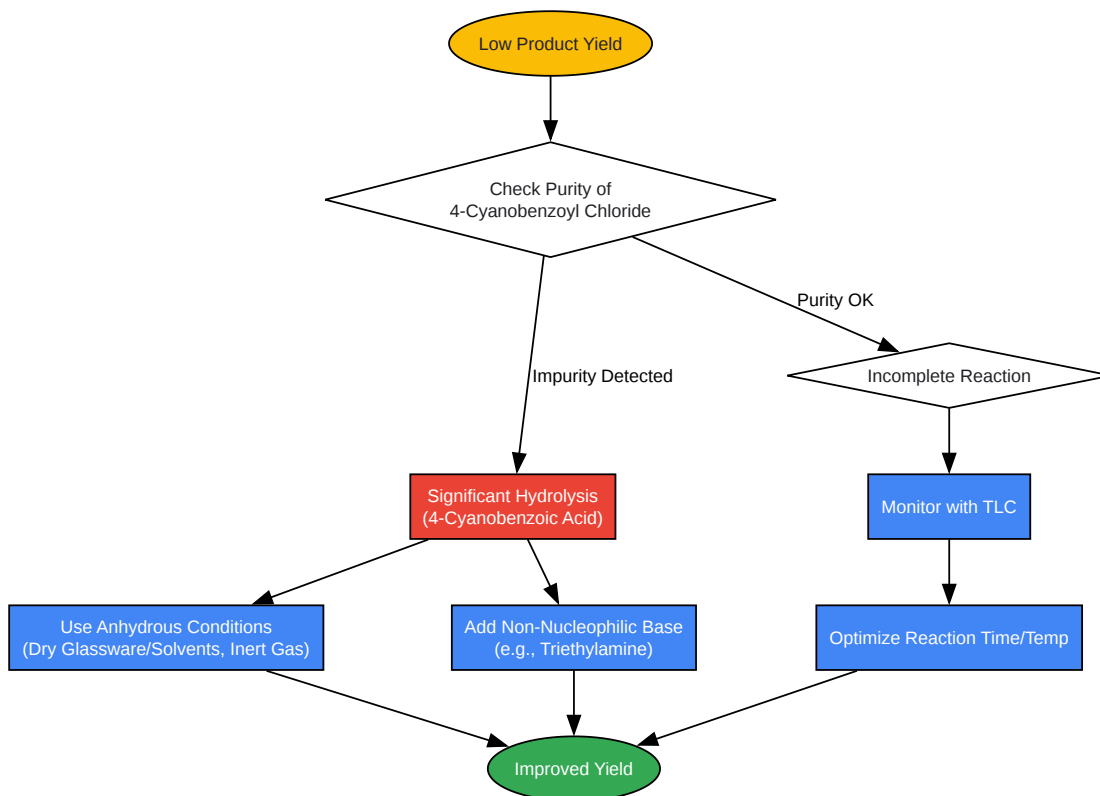 Low Product Yield
Check Purity of
4-Cyanobenzoyl Chloride
Purity OK
Impurity Detected
Incomplete Reaction
Significant Hydrolysis
(4-Cyanobenzoic Acid)
Monitor with TLC
Use Anhydrous Conditions
(Dry Glassware/Solvents, Inert Gas)
Add Non-Nucleophilic Base
(e.g., Triethylamine)
Optimize Reaction Time/Temp
Improved Yield